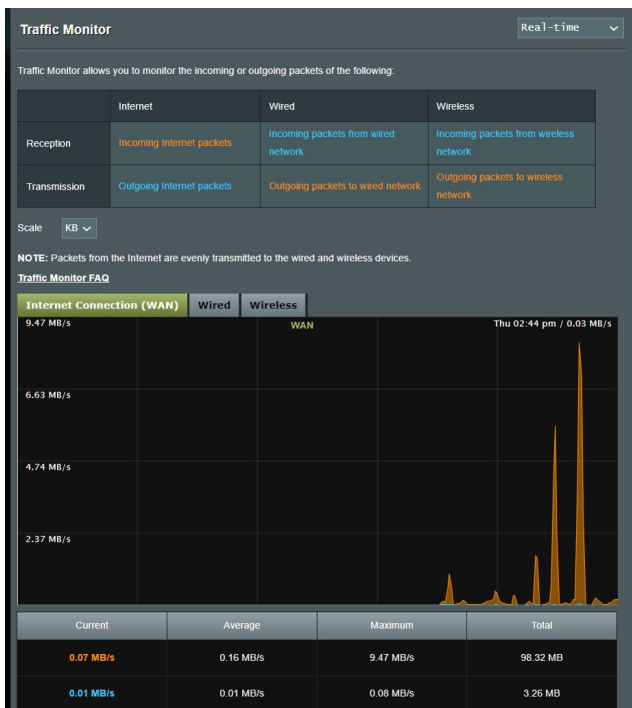 Traffic Monitor
Real-time
Traffic Monitor allows you to monitor the incoming or outgoing packets of the following:
Internet Wired Wireless
Reception Incoming Internet packets Incoming packets from wired network Incoming packets from wireless network
Transmission Outgoing Internet packets Outgoing packets to wired network Outgoing packets to wireless network
Scale KB
NOTE: Packets from the Internet are evenly transmitted to the wired and wireless devices.
Traffic Monitor FAQ
Internet Connection (WAN) Wired Wireless
9.47 MB/s WAN Thu 02:44 pm / 0.03 MB/s
6.63 MB/s
4.74 MB/s
2.37 MB/s
Current Average Maximum Total
0.07 MB/s 0.16 MB/s 9.47 MB/s 98.32 MB
0.01 MB/s 0.01 MB/s 0.08 MB/s 3.26 MB